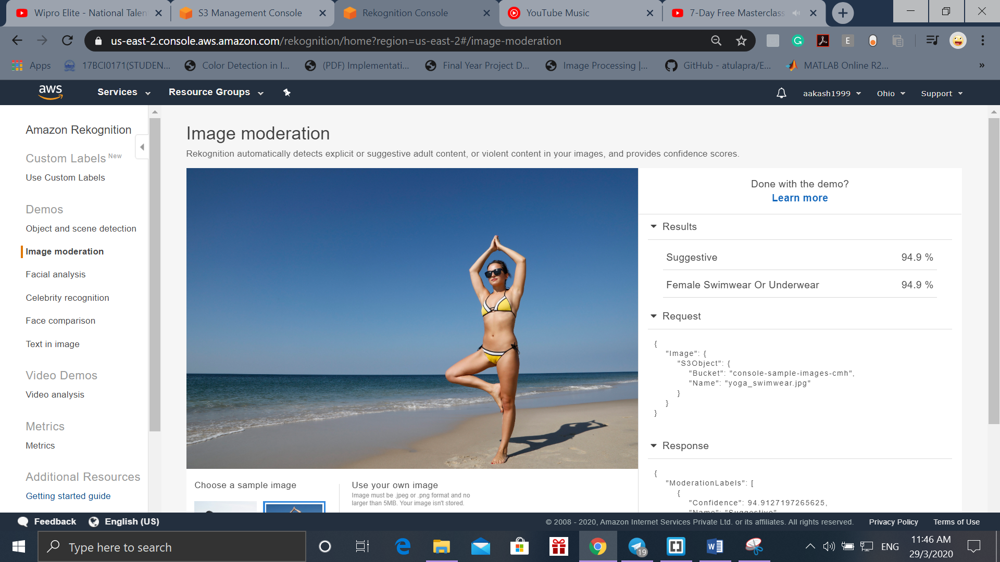 Wipro Elite - National Talen
S3 Management Console
Rekognition Console
YouTube Music
7-Day Free Masterclass
us-east-2.console.aws.amazon.com/rekognition/home?region=us-east-2#/image-moderation
G
E
Apps
17BCI0171(STUDEN...
Color Detection in I...
(PDF) Implementati...
Final Year Project D...
Image Processing |...
GitHub - atulapra/E...
MATLAB Online R2...
»
aws
Services
Resource Groups
aakash1999
Ohio
Support
Amazon Rekognition
Custom Labels New
Use Custom Labels
Demos
Object and scene detection
Image moderation
Facial analysis
Celebrity recognition
Face comparison
Text in image
Video Demos
Video analysis
Metrics
Metrics
Additional Resources
Getting started guide
Image moderation
Rekognition automatically detects explicit or suggestive adult content, or violent content in your images, and provides confidence scores.
Choose a sample image
Use your own image
Image must be .jpeg or .png format and no
larger than 5MB. Your image isn't stored.
Done with the demo?
Learn more
Results
Suggestive 94.9 %
Female Swimwear Or Underwear 94.9 %
Request
{
"Image": {
"S3Object": {
"Bucket": "console-sample-images-cmh",
"Name": "yoga_swimwear.jpg"
}
}
}
Response
{
"ModerationLabels": [
{
"Confidence": 94.9127197265625,
"Name": "Suggestive"
Feedback
English (US)
© 2008 - 2020, Amazon Internet Services Private Ltd. or its affiliates. All rights reserved.
Privacy Policy
Terms of Use
Type here to search
19
ENG
11:46 AM
29/3/2020